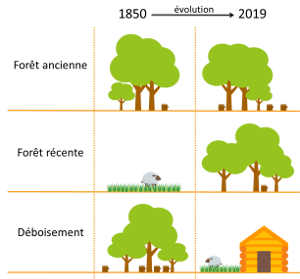 1850 évolution 2019
Forêt ancienne
Forêt récente
Déboisement